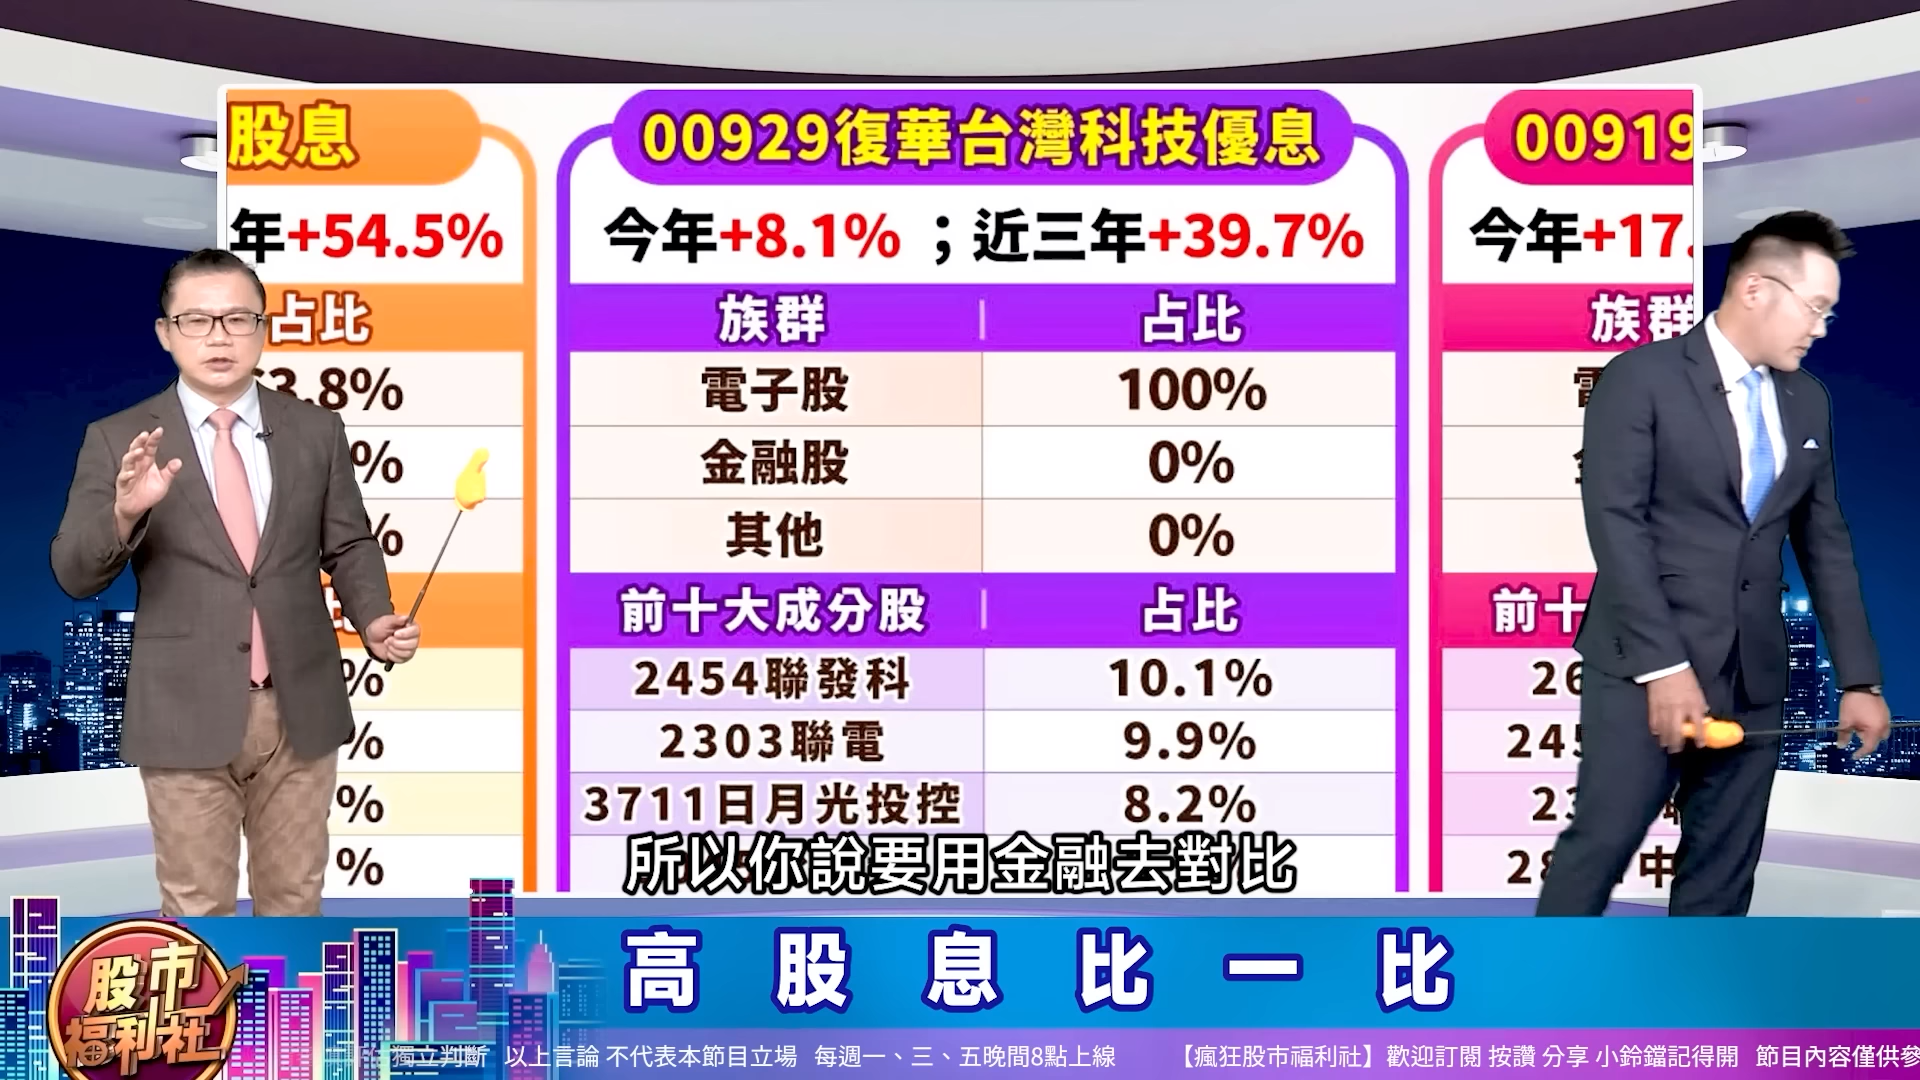 股息
年+54.5%
占比
63.8%
%
%
比
%
%
%
%
00929復華台灣科技優息
今年+8.1%；近三年+39.7%
族群 占比
電子股 100%
金融股 0%
其他 0%
前十大成分股 占比
2454聯發科 10.1%
2303聯電 9.9%
3711日月光投控 8.2%
00919
今年+17.
族群
前十
26
245
23
28 中
所以你說要用金融去對比
高股息比一比
股市福利社
獨立判斷 以上言論 不代表本節目立場 每週一、三、五晚間8點上線 【瘋狂股市福利社】歡迎訂閱 按讚 分享 小鈴鐺記得開 節目內容僅供參